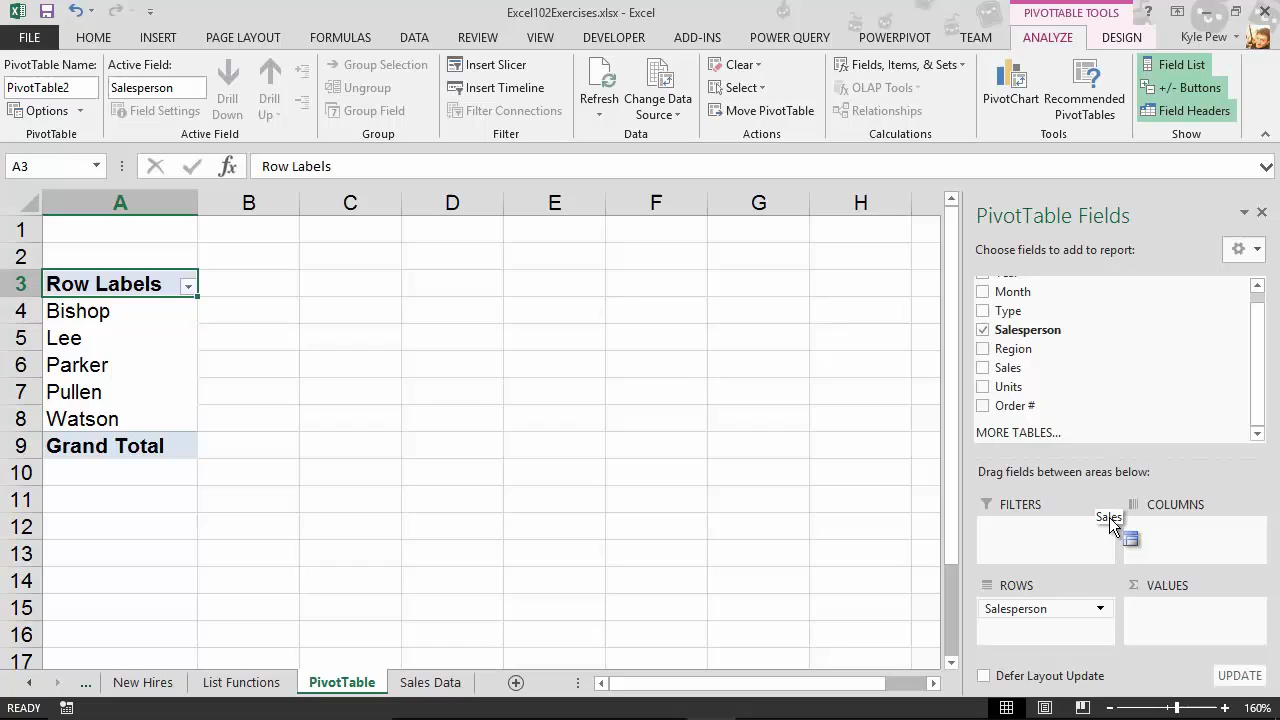 Excel102Exercises.xlsx - Excel
PIVOTTABLE TOOLS
FILE HOME INSERT PAGE LAYOUT FORMULAS DATA REVIEW VIEW DEVELOPER ADD-INS POWER QUERY POWERPIVOT TEAM ANALYZE DESIGN Kyle Pew
PivotTable Name:
PivotTable2
Options
PivotTable
Active Field:
Salesperson
Field Settings
Drill Down
Drill Up
Active Field
Group Selection
Ungroup
Group Field
Group
Insert Slicer
Insert Timeline
Filter Connections
Filter
Refresh
Change Data Source
Data
Clear
Select
Move PivotTable
Actions
Fields, Items, & Sets
OLAP Tools
Relationships
Calculations
PivotChart
Recommended PivotTables
Tools
Field List
+/- Buttons
Field Headers
Show
A3 fx Row Labels
A B C D E F G H
1
2
3 Row Labels
4 Bishop
5 Lee
6 Parker
7 Pullen
8 Watson
9 Grand Total
10
11
12
13
14
15
16
17
PivotTable Fields
Choose fields to add to report:
Month
Type
Salesperson
Region
Sales
Units
Order #
MORE TABLES...
Drag fields between areas below:
FILTERS
COLUMNS
Sales
ROWS
VALUES
Salesperson
Defer Layout Update
UPDATE
... New Hires List Functions PivotTable Sales Data
READY
160%